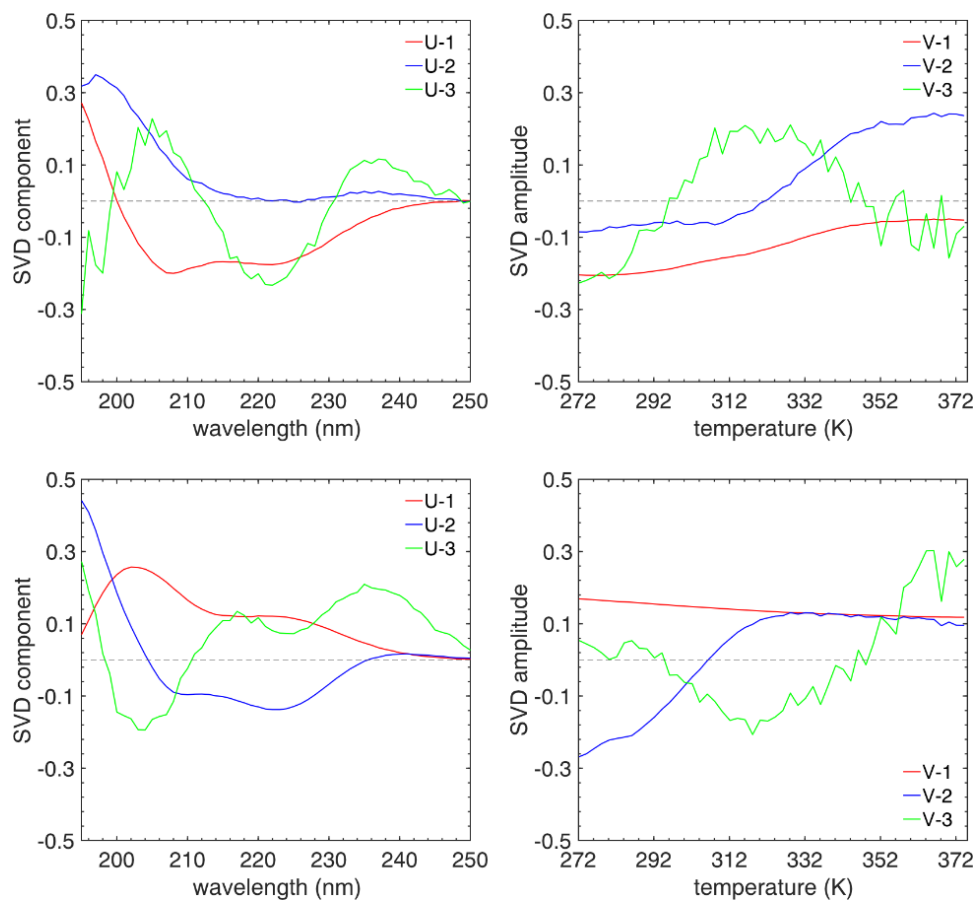 0.5
0.3
0.1
-0.1
-0.3
-0.5
SVD component
U-1
U-2
U-3
200 210 220 230 240 250
wavelength (nm)
0.5
0.3
0.1
-0.1
-0.3
-0.5
SVD amplitude
V-1
V-2
V-3
272 292 312 332 352 372
temperature (K)
0.5
0.3
0.1
-0.1
-0.3
-0.5
SVD component
U-1
U-2
U-3
200 210 220 230 240 250
wavelength (nm)
0.5
0.3
0.1
-0.1
-0.3
-0.5
SVD amplitude
V-1
V-2
V-3
272 292 312 332 352 372
temperature (K)